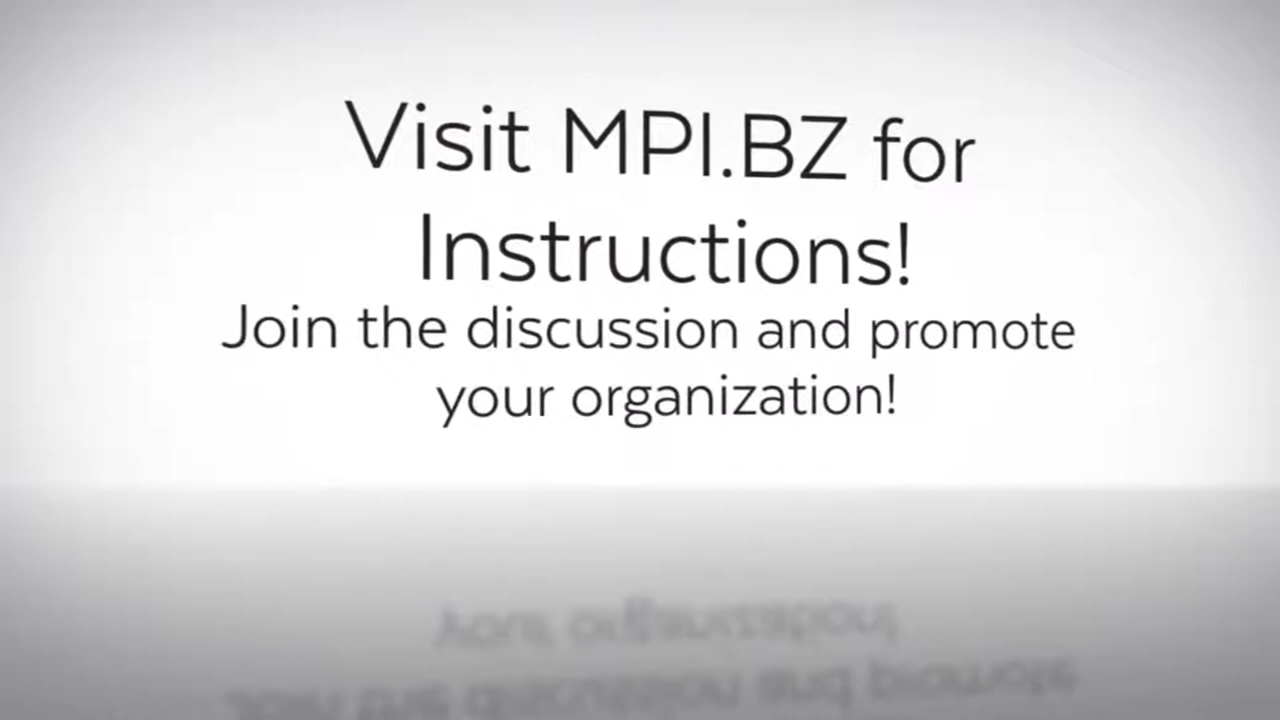 Visit MPI.BZ for
Instructions!
Join the discussion and promote
your organization!